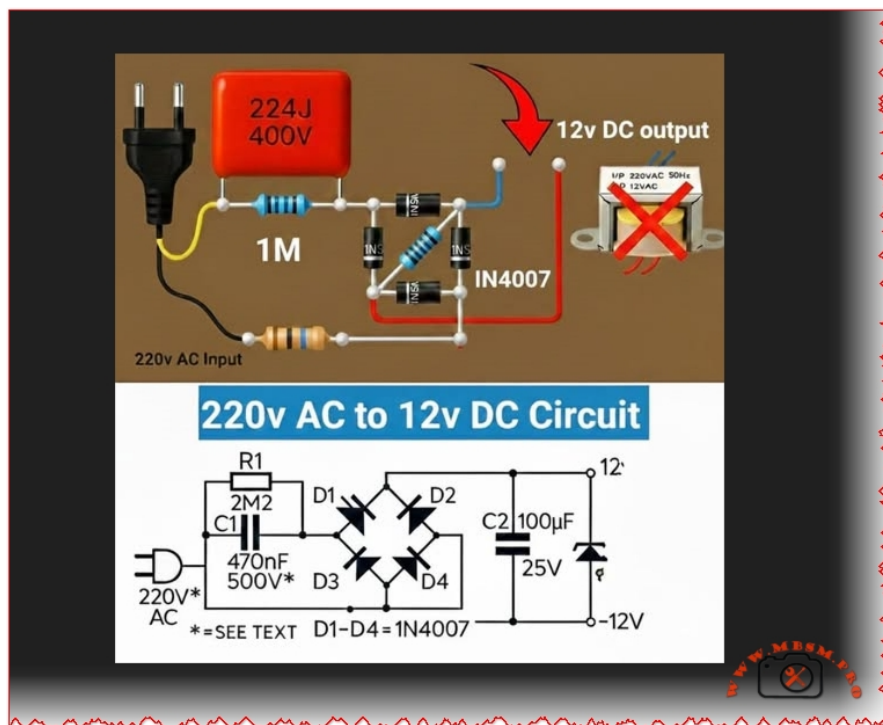 224J
400V
12v DC output
I/P 220VAC 50Hz
12VAC
1M
IN4007
220v AC Input
220v AC to 12v DC Circuit
R1
2M2
D1
D2
12
C1
C2 100µF
470nF
500V*
25V
D3
D4
220V*
AC
*=SEE TEXT
D1-D4=1N4007
-12V
WWW.MBSM.PRO